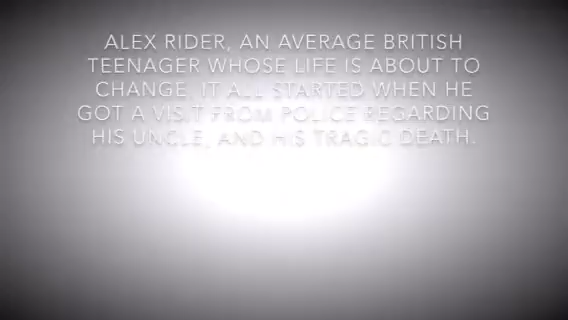 ALEX RIDER, AN AVERAGE BRITISH
TEENAGER WHOSE LIFE IS ABOUT TO
CHANGE. IT ALL STARTED WHEN HE
GOT A VISIT FROM POLICE REGARDING
HIS UNCLE, AND HIS TRAGIC DEATH.